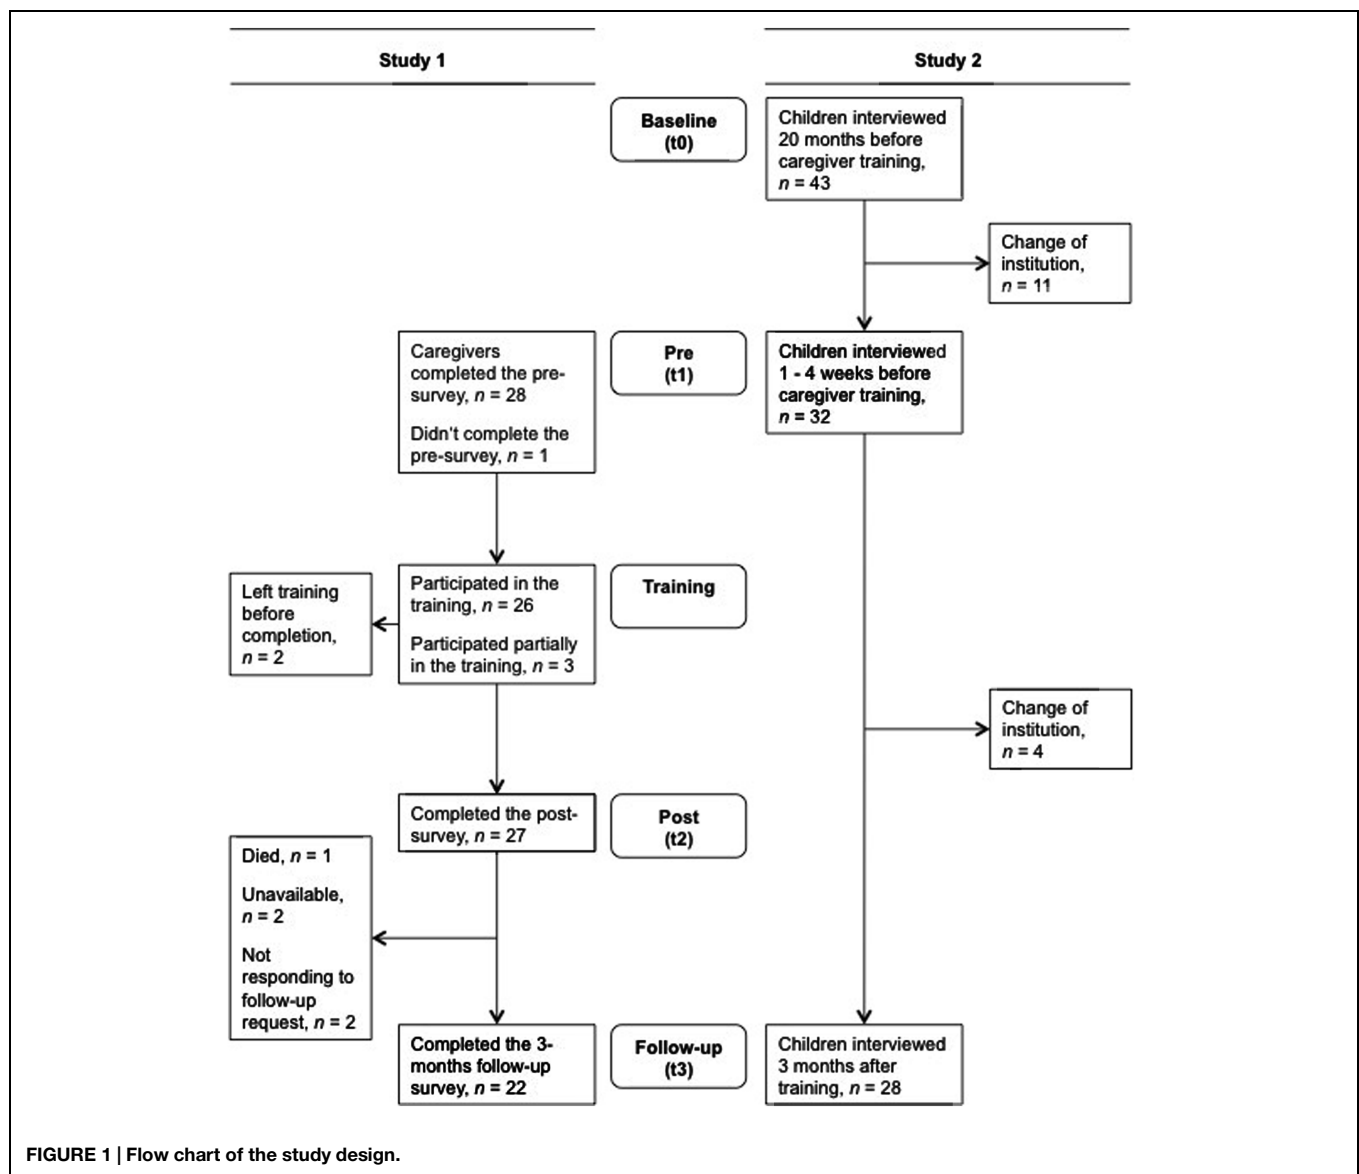 Study 1
Study 2
Baseline
(t0)
Children interviewed
20 months before
caregiver training,
n = 43
Change of
institution,
n = 11
Caregivers
completed the pre-
survey, n = 28
Didn't complete the
pre-survey, n = 1
Pre
(t1)
Children interviewed
1 - 4 weeks before
caregiver training,
n = 32
Left training
before
completion,
n = 2
Participated in the
training, n = 26
Participated partially
in the training, n = 3
Training
Change of
institution,
n = 4
Completed the post-
survey, n = 27
Post
(t2)
Died, n = 1
Unavailable,
n = 2
Not
responding to
follow-up
request, n = 2
Completed the 3-
months follow-up
survey, n = 22
Follow-up
(t3)
Children interviewed
3 months after
training, n = 28
FIGURE 1 | Flow chart of the study design.